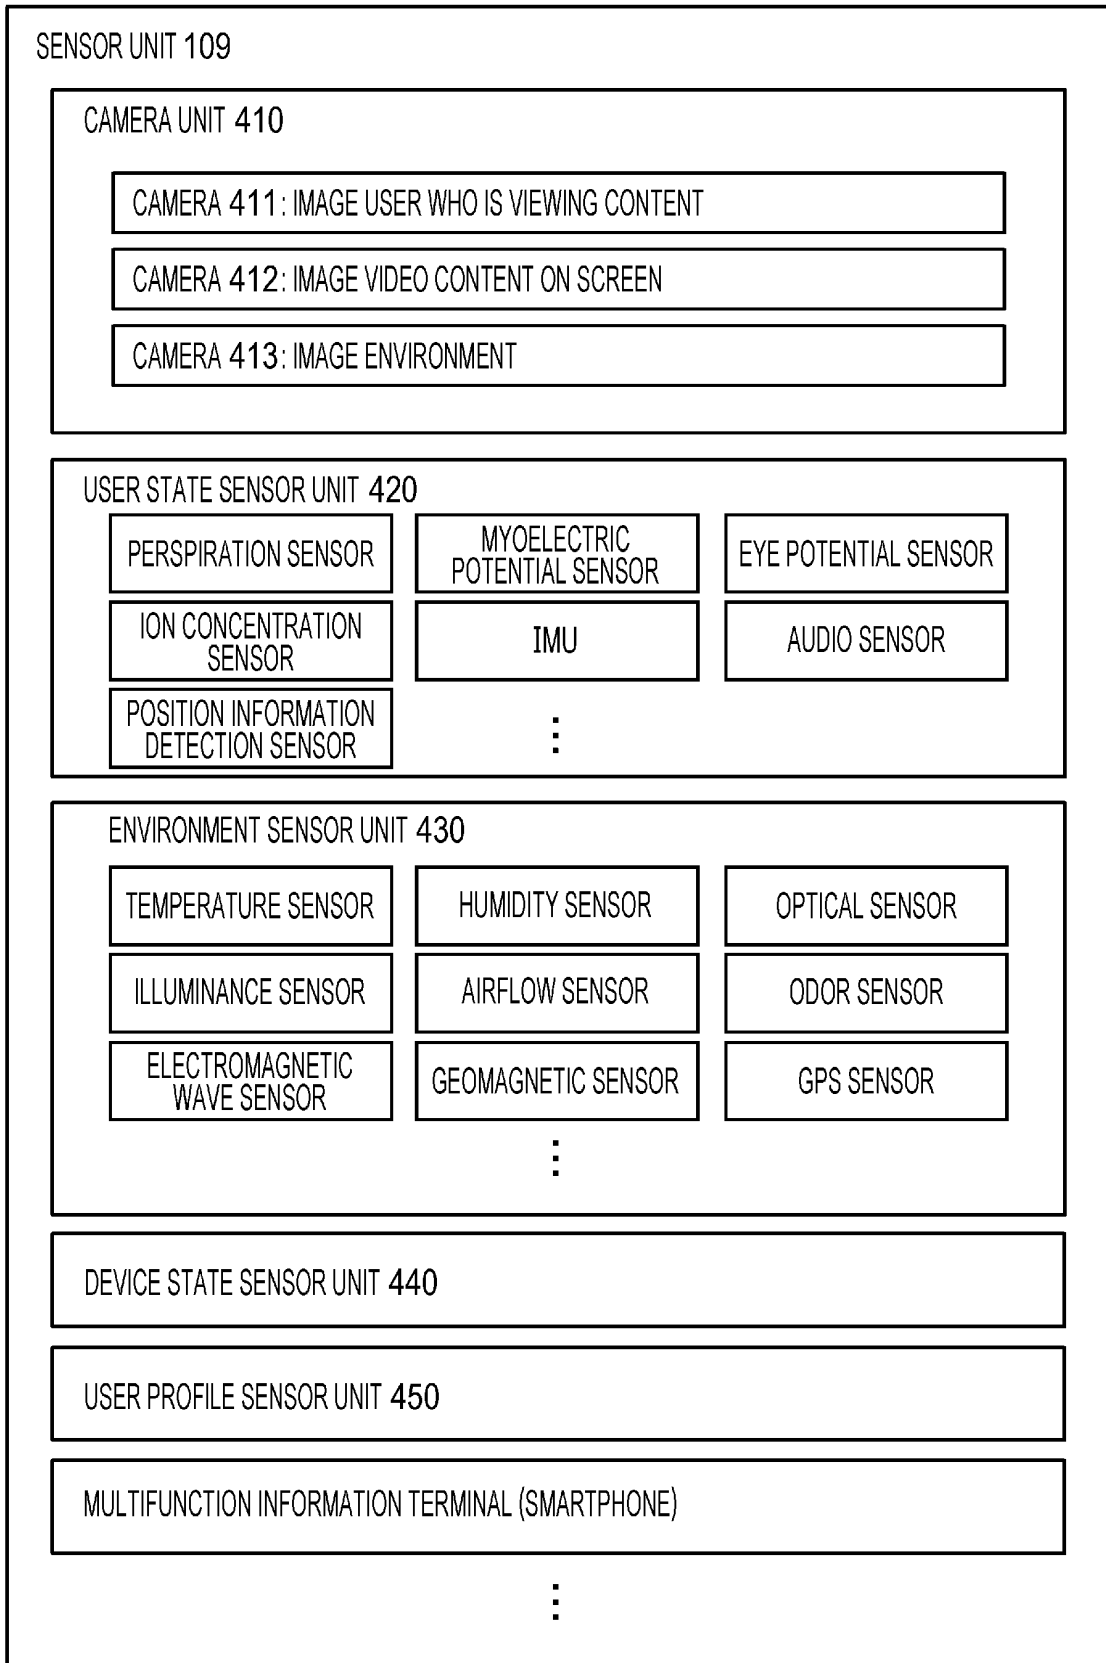 SENSOR UNIT 109
CAMERA UNIT 410
CAMERA 411: IMAGE USER WHO IS VIEWING CONTENT
CAMERA 412: IMAGE VIDEO CONTENT ON SCREEN
CAMERA 413: IMAGE ENVIRONMENT
USER STATE SENSOR UNIT 420
PERSPIRATION SENSOR
MYOELECTRIC
POTENTIAL SENSOR
EYE POTENTIAL SENSOR
ION CONCENTRATION
SENSOR
IMU
AUDIO SENSOR
POSITION INFORMATION
DETECTION SENSOR
⋮
ENVIRONMENT SENSOR UNIT 430
TEMPERATURE SENSOR
HUMIDITY SENSOR
OPTICAL SENSOR
ILLUMINANCE SENSOR
AIRFLOW SENSOR
ODOR SENSOR
ELECTROMAGNETIC
WAVE SENSOR
GEOMAGNETIC SENSOR
GPS SENSOR
⋮
DEVICE STATE SENSOR UNIT 440
USER PROFILE SENSOR UNIT 450
MULTIFUNCTION INFORMATION TERMINAL (SMARTPHONE)
⋮